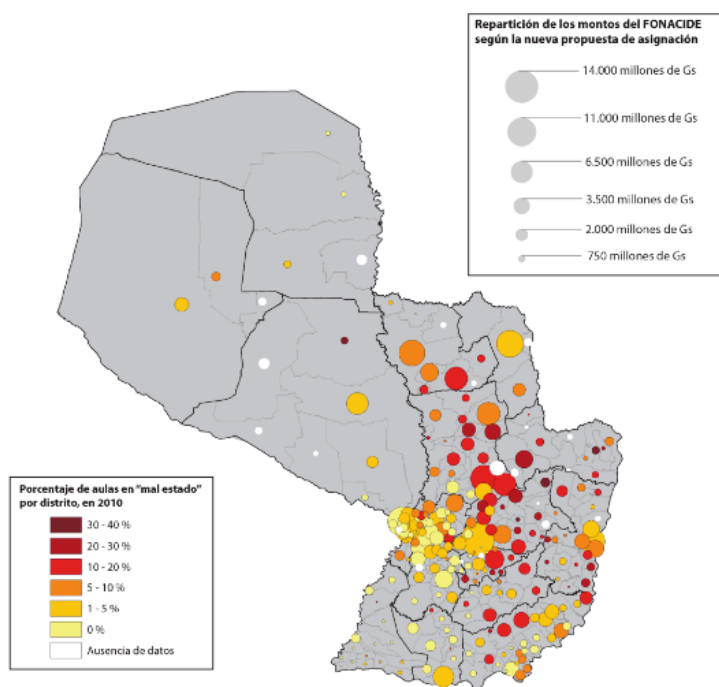 Repartición de los montos del FONACIDE
según la nueva propuesta de asignación
14.000 millones de Gs
11.000 millones de Gs
6.500 millones de Gs
3.500 millones de Gs
2.000 millones de Gs
750 millones de Gs
Porcentaje de aulas en "mal estado"
por distrito, en 2010
30 - 40 %
20 - 30 %
10 - 20 %
5 - 10 %
1 - 5 %
0 %
Ausencia de datos